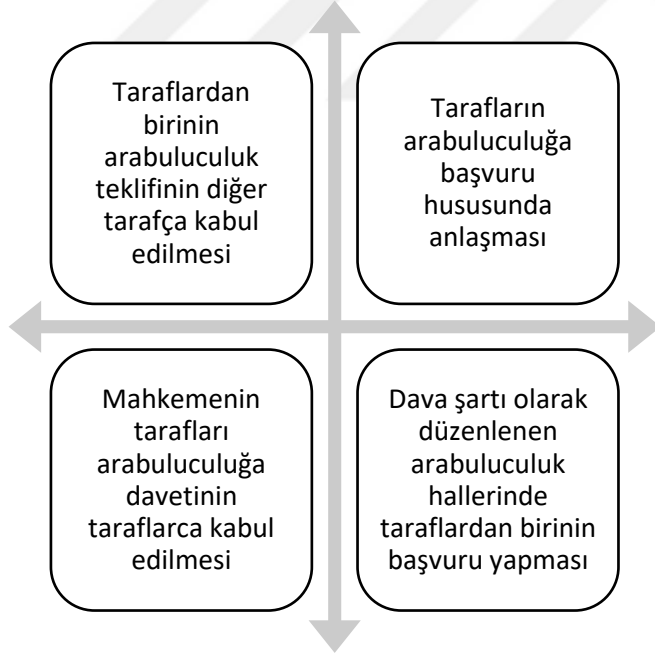 Taraflardan
birinin
arabuluculuk
teklifinin diğer
tarafça kabul
edilmesi
Tarafların
arabuluculuğa
başvuru
hususunda
anlaşması
Mahkemenin
tarafları
arabuluculuğa
davetinin
taraflarca kabul
edilmesi
Dava şartı olarak
düzenlenen
arabuluculuk
hallerinde
taraflardan birinin
başvuru yapması